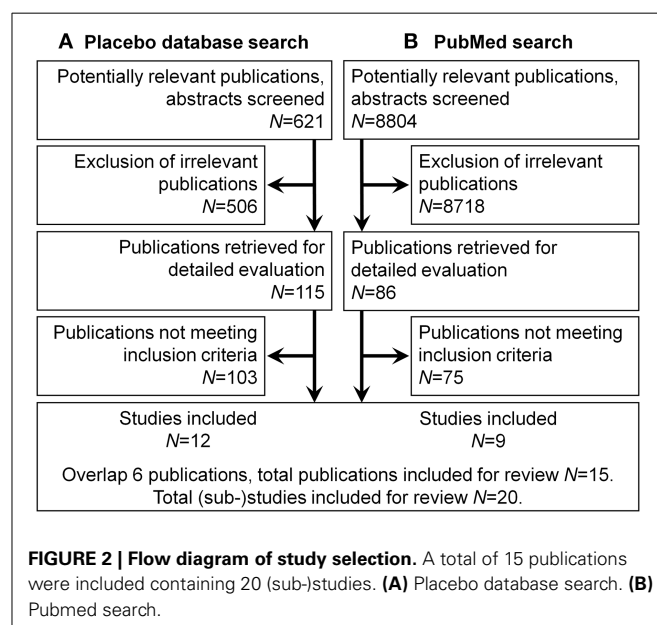 A Placebo database search
B PubMed search
Potentially relevant publications,
abstracts screened
N=621
Potentially relevant publications,
abstracts screened
N=8804
Exclusion of irrelevant
publications
N=506
Exclusion of irrelevant
publications
N=8718
Publications retrieved for
detailed evaluation
N=115
Publications retrieved for
detailed evaluation
N=86
Publications not meeting
inclusion criteria
N=103
Publications not meeting
inclusion criteria
N=75
Studies included
N=12
Studies included
N=9
Overlap 6 publications, total publications included for review N=15.
Total (sub-)studies included for review N=20.
FIGURE 2 | Flow diagram of study selection. A total of 15 publications
were included containing 20 (sub-)studies. (A) Placebo database search. (B)
Pubmed search.